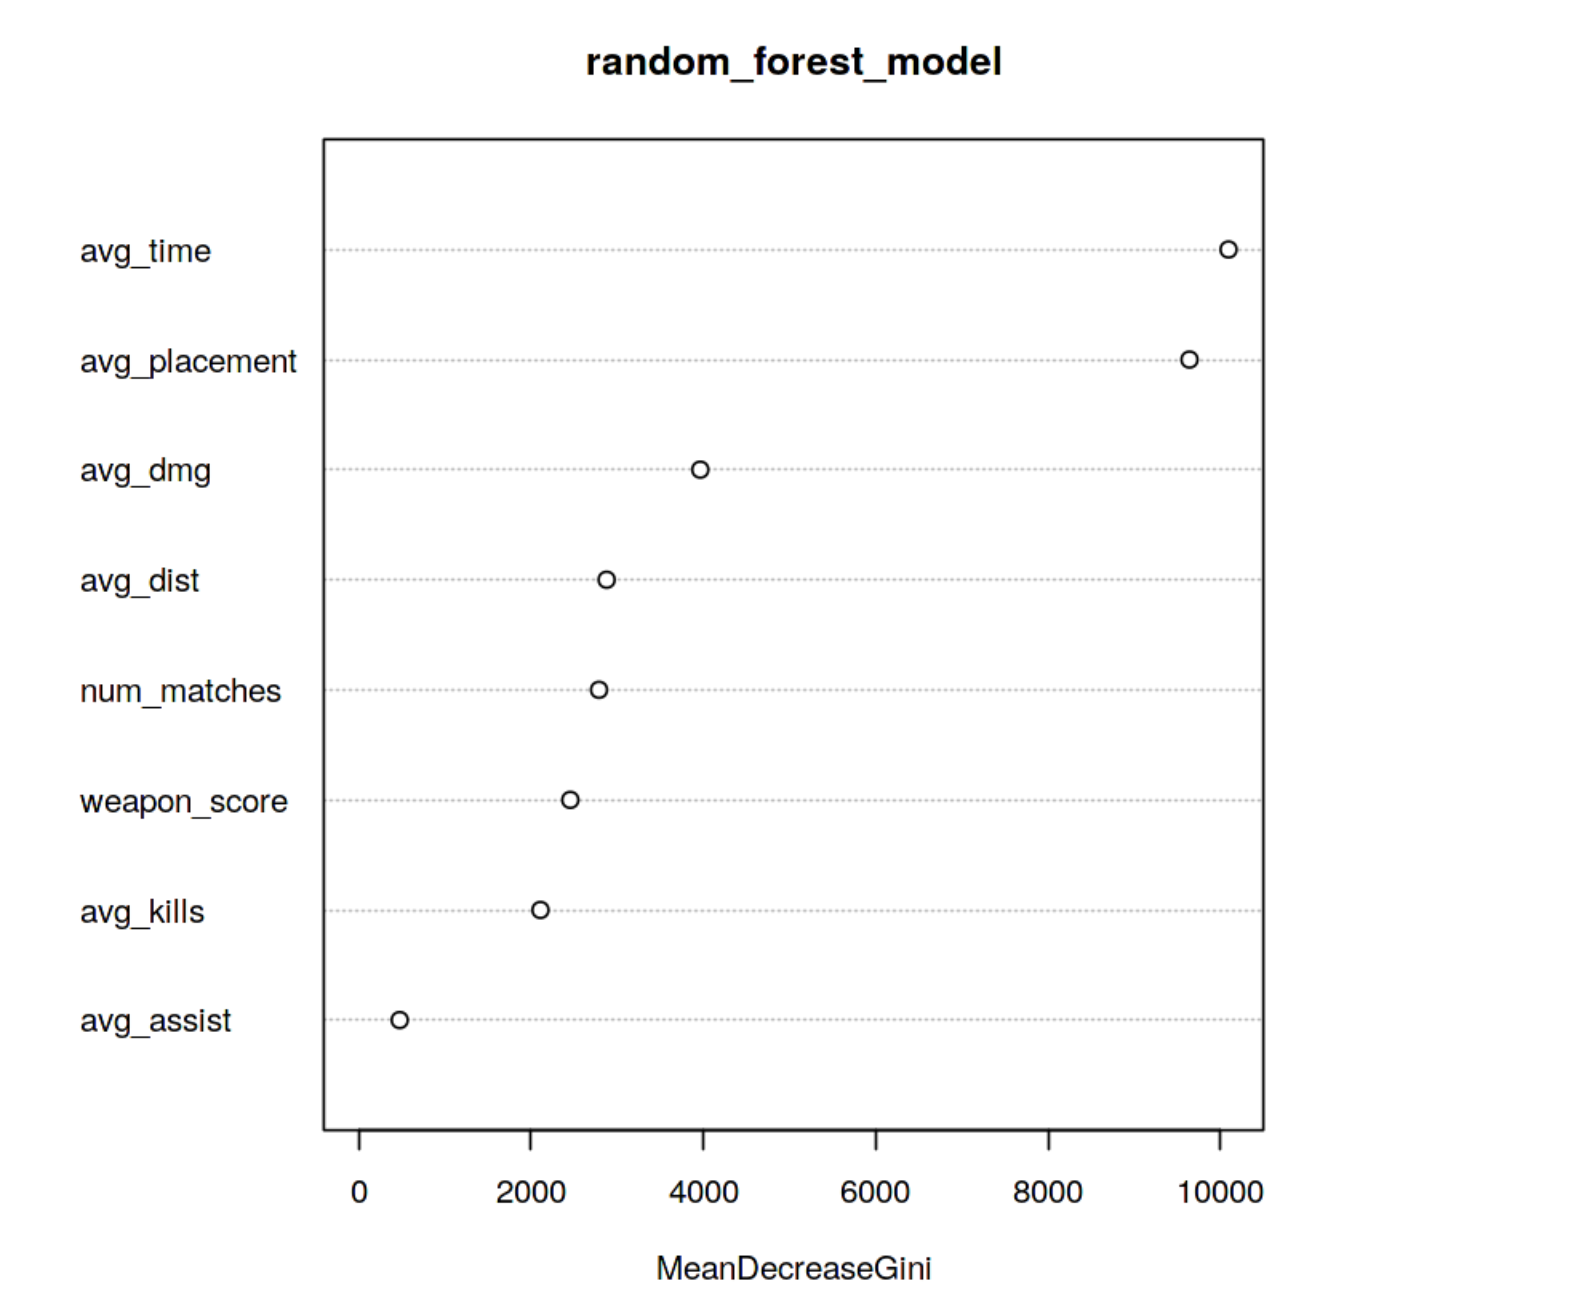 random_forest_model
avg_time
avg_placement
avg_dmg
avg_dist
num_matches
weapon_score
avg_kills
avg_assist
0 2000 4000 6000 8000 10000
MeanDecreaseGini